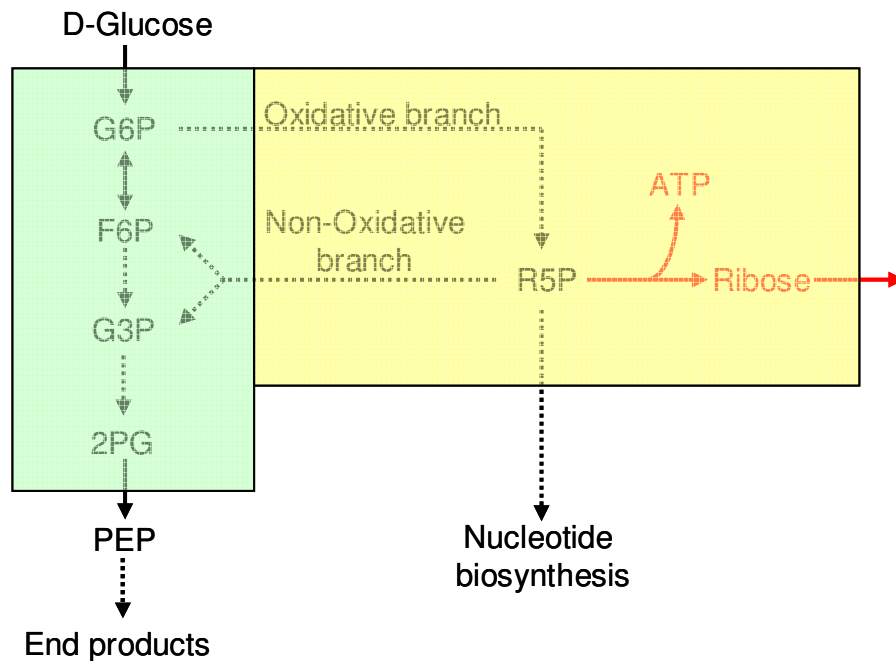 D-Glucose
G6P
Oxidative branch
ATP
F6P
Non-Oxidative
branch
R5P
Ribose
G3P
2PG
PEP
Nucleotide
biosynthesis
End products